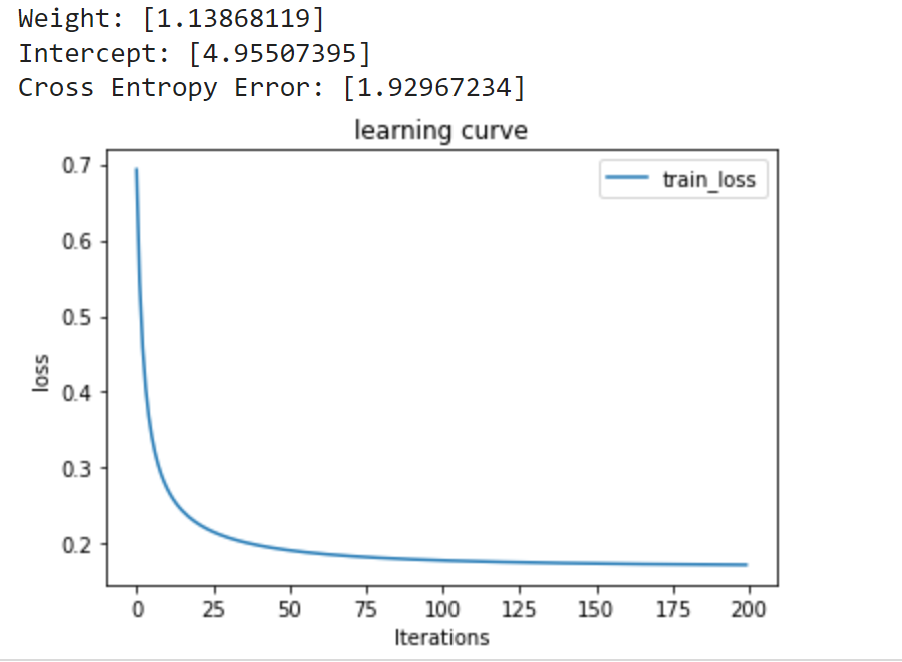 Weight: [1.13868119]
Intercept: [4.95507395]
Cross Entropy Error: [1.92967234]
learning curve
train_loss
0.7
0.6
0.5
0.4
0.3
0.2
loss
0 25 50 75 100 125 150 175 200
Iterations